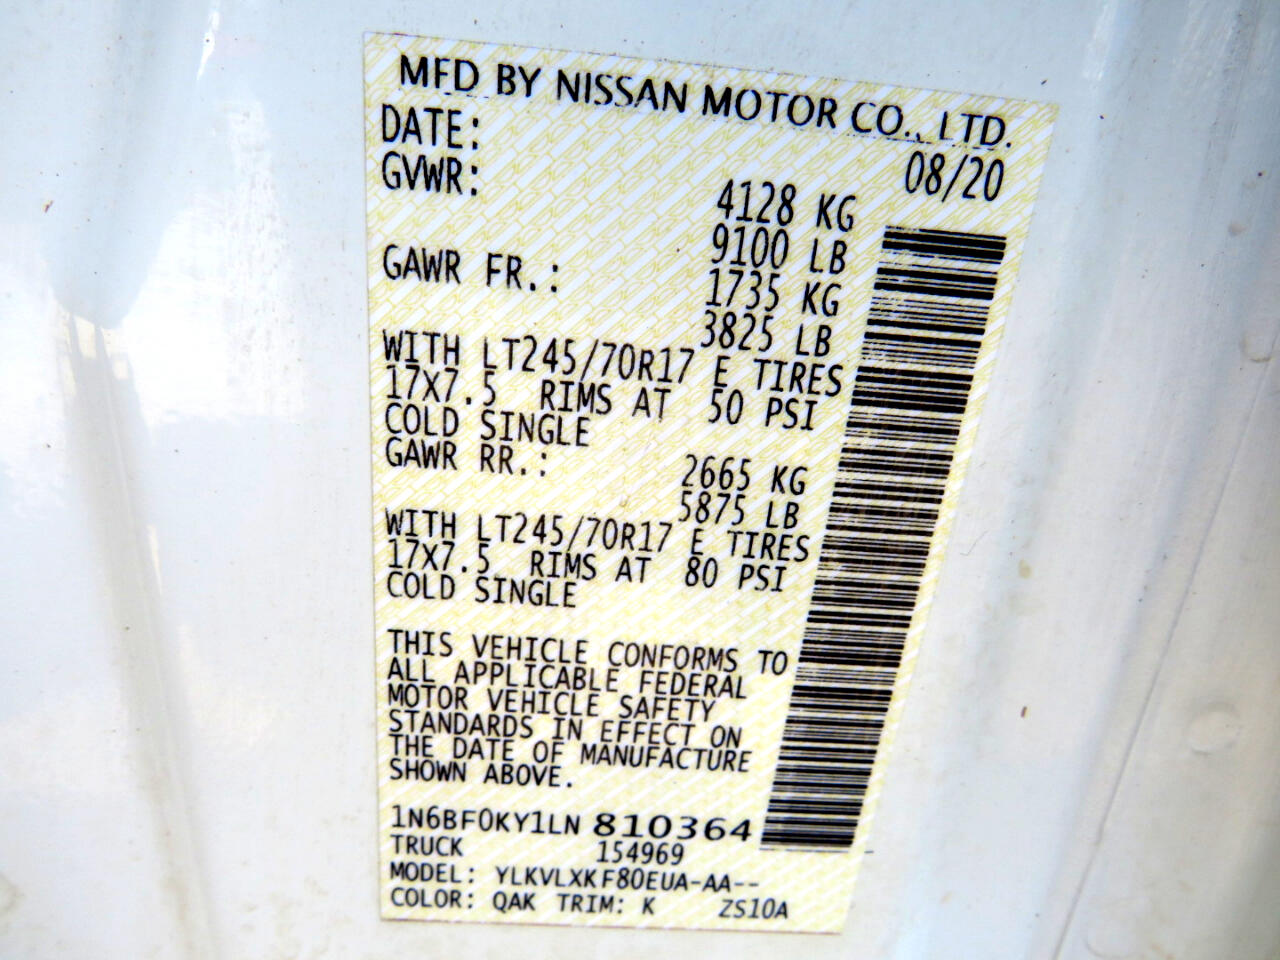 MFD BY NISSAN MOTOR CO., LTD.
DATE: 08/20
GVWR: 4128 KG
9100 LB
GAWR FR.: 1735 KG
3825 LB
WITH LT245/70R17 E TIRES
17X7.5 RIMS AT 50 PSI
COLD SINGLE
GAWR RR.: 2665 KG
5875 LB
WITH LT245/70R17 E TIRES
17X7.5 RIMS AT 80 PSI
COLD SINGLE
THIS VEHICLE CONFORMS TO
ALL APPLICABLE FEDERAL
MOTOR VEHICLE SAFETY
STANDARDS IN EFFECT ON
THE DATE OF MANUFACTURE
SHOWN ABOVE.
1N6BF0KY1LN 810364
TRUCK 154969
MODEL: YLKVLXKF80EUA-AA--
COLOR: QAK TRIM: K ZS10A